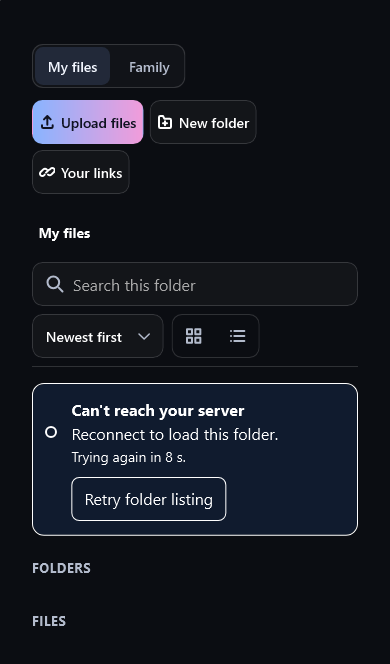 My files
Family
Upload files
New folder
Your links
My files
Search this folder
Newest first
Can't reach your server
Reconnect to load this folder.
Trying again in 8 s.
Retry folder listing
FOLDERS
FILES